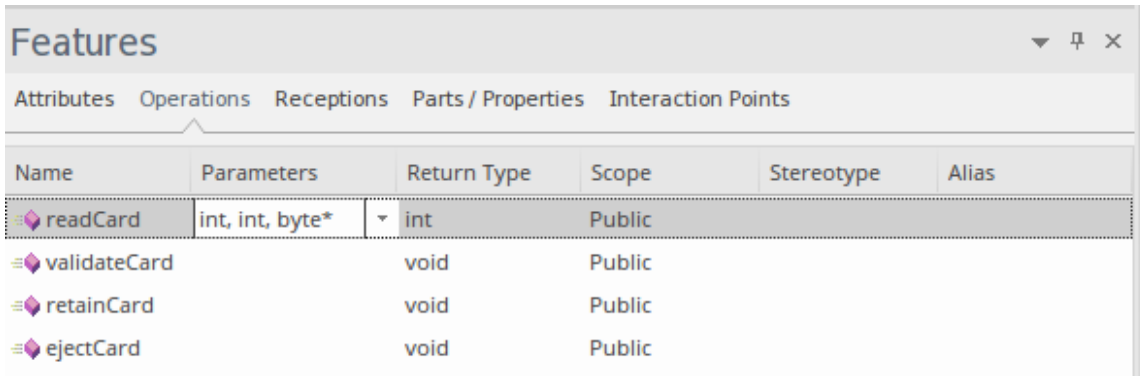 Features
Attributes Operations Receptions Parts / Properties Interaction Points
Name Parameters Return Type Scope Stereotype Alias
readCard int, int, byte* int Public
validateCard void Public
retainCard void Public
ejectCard void Public